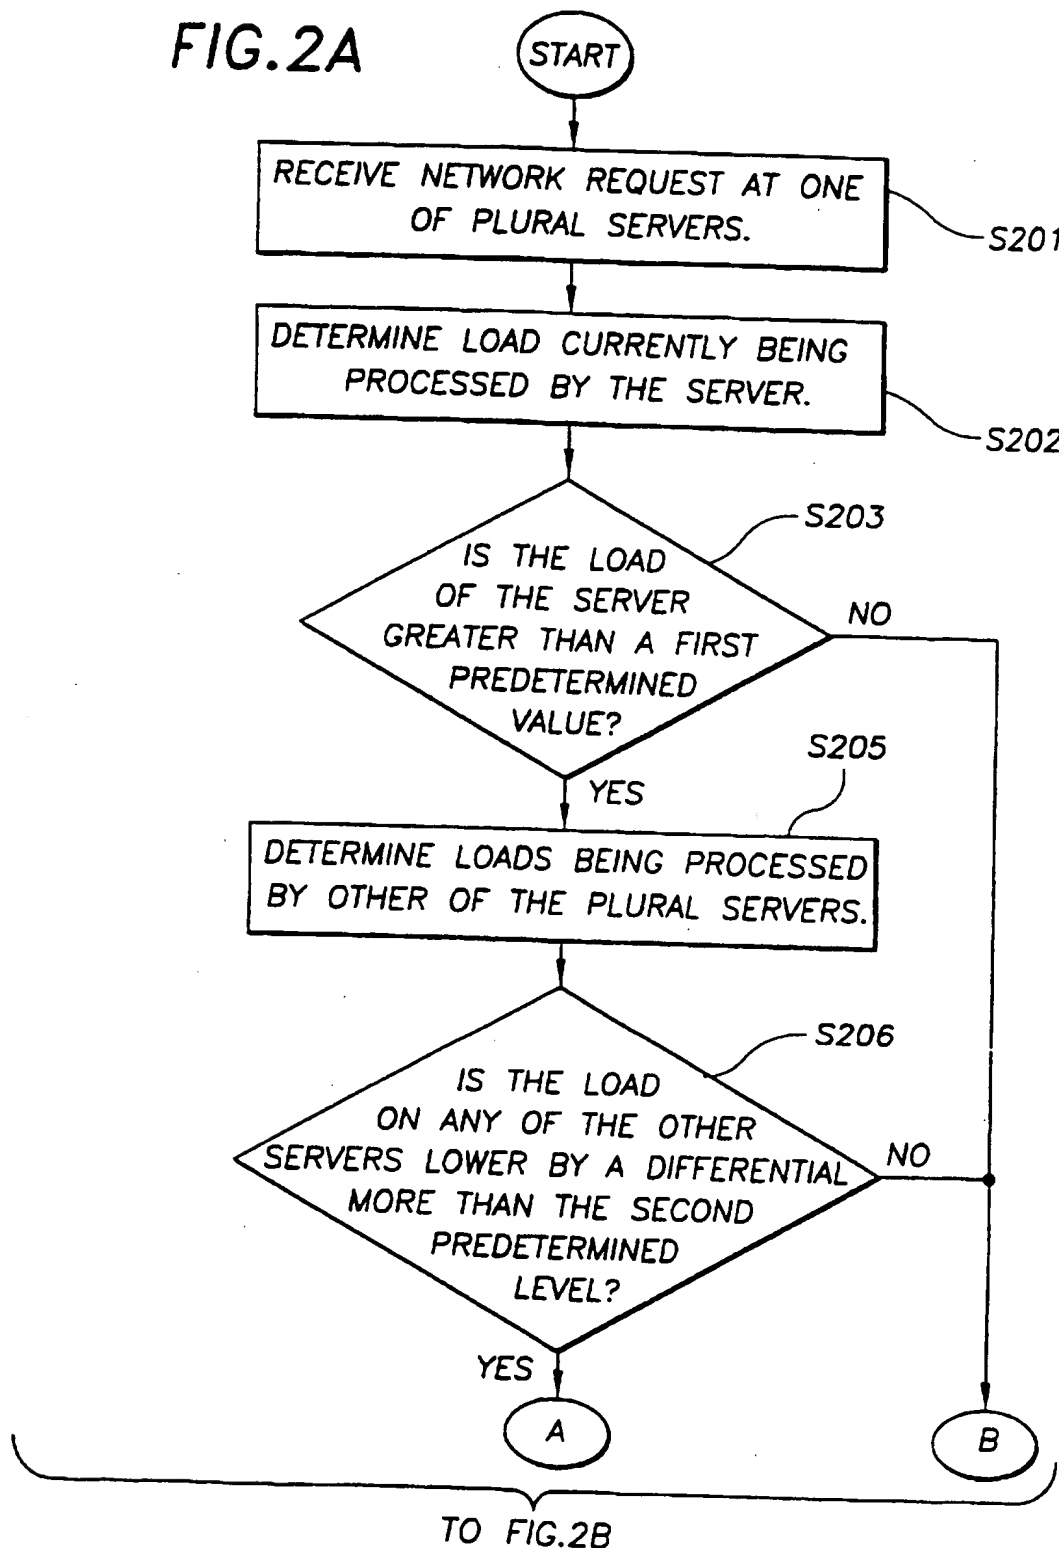 FIG.2A
START
RECEIVE NETWORK REQUEST AT ONE
OF PLURAL SERVERS.
S201
DETERMINE LOAD CURRENTLY BEING
PROCESSED BY THE SERVER.
S202
S203
IS THE LOAD
OF THE SERVER
GREATER THAN A FIRST
PREDETERMINED
VALUE?
NO
YES
S205
DETERMINE LOADS BEING PROCESSED
BY OTHER OF THE PLURAL SERVERS.
S206
IS THE LOAD
ON ANY OF THE OTHER
SERVERS LOWER BY A DIFFERENTIAL
MORE THAN THE SECOND
PREDETERMINED
LEVEL?
NO
YES
A
B
TO FIG.2B